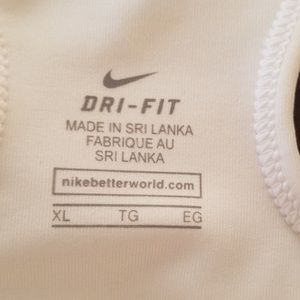 DRI-FIT
MADE IN SRI LANKA
FABRIQUE AU
SRI LANKA
nikebetterworld.com
XL TG EG